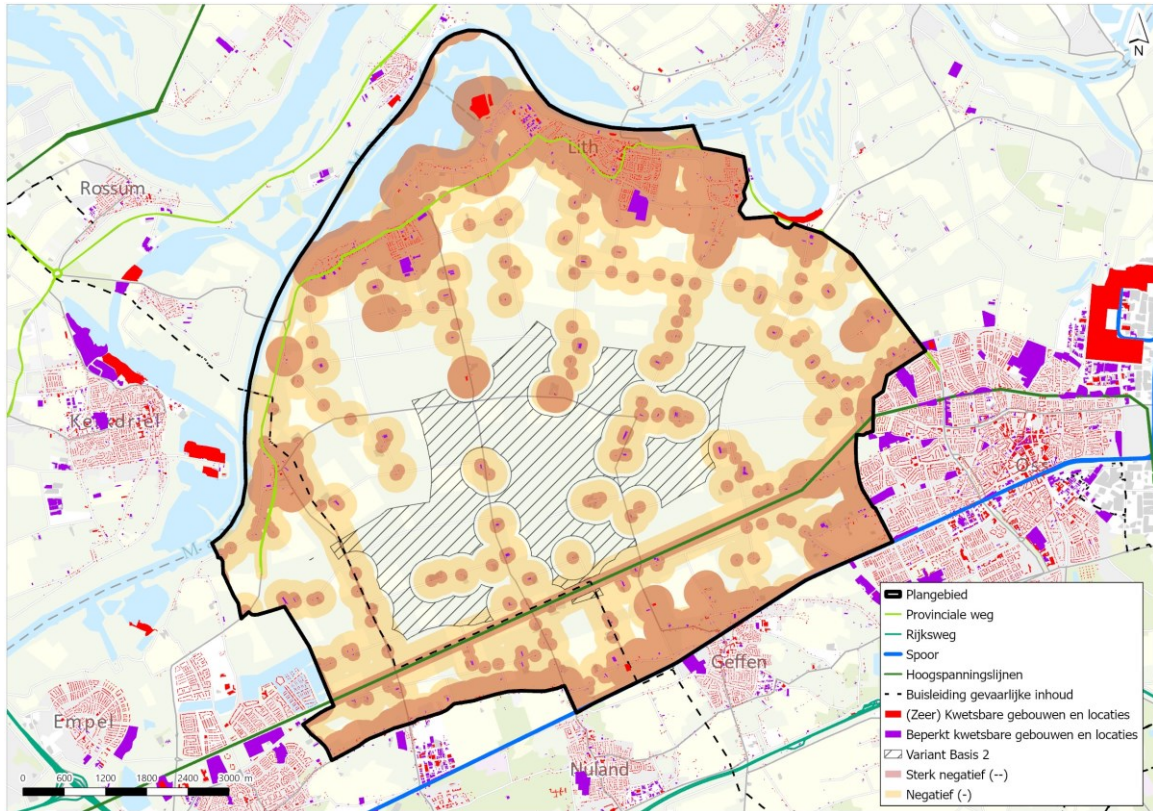 N
Lith
Rossum
Kerkdriel
Oss
M.
Geffen
Empel
Nuland
0 600 1200 1800 2400 3000 m
Plangebied
Provinciale weg
Rijksweg
Spoor
Hoogspanningslijnen
Buisleiding gevaarlijke inhoud
(Zeer) Kwetsbare gebouwen en locaties
Beperkt kwetsbare gebouwen en locaties
Variant Basis 2
Sterk negatief (--)
Negatief (-)